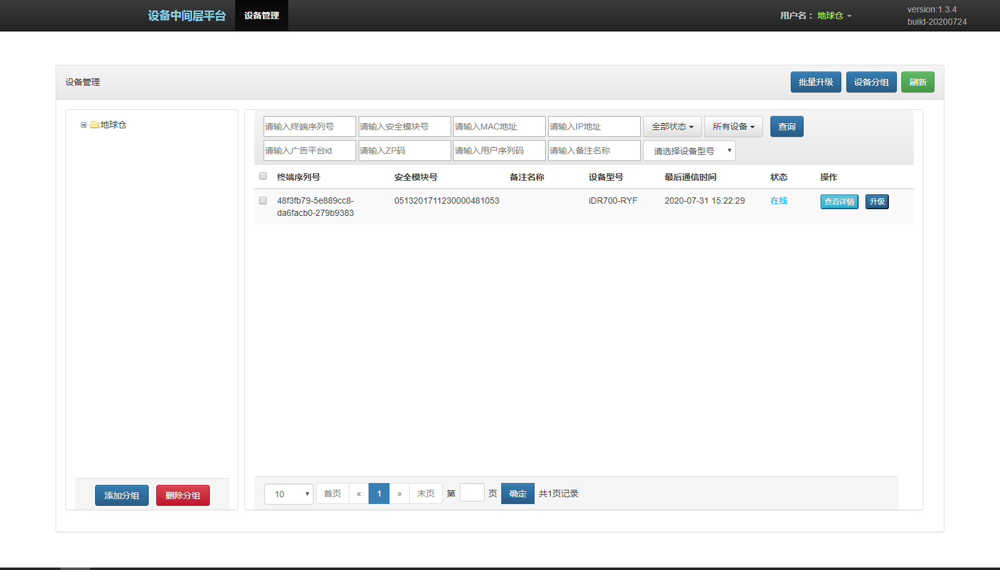 设备中间层平台 设备管理 用户名： 地球仓 version:1.3.4
build-20200724
设备管理 批量升级 设备分组 刷新
地球仓
请输入终端序列号 请输入安全模块号 请输入MAC地址 请输入IP地址 全部状态 所有设备 查询
请输入广告平台id 请输入ZP码 请输入用户序列码 请输入备注名称 请选择设备型号
终端序列号 安全模块号 备注名称 设备型号 最后通信时间 状态 操作
48f3fb79-5e889cc8- 0513201711230000481053 iDR700-RYF 2020-07-31 15:22:29 在线 查看详情 升级
da6facb0-279b9383
添加分组 删除分组
10 首页 « 1 » 末页 第 页 确定 共1页记录